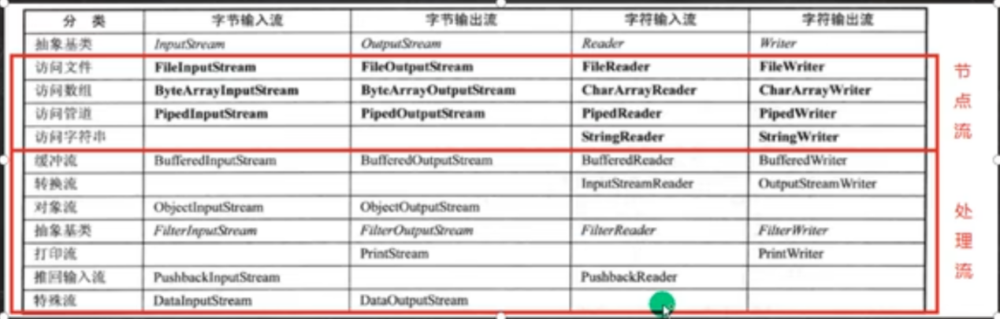 分 类 字节输入流 字节输出流 字符输入流 字符输出流
抽象基类 InputStream OutputStream Reader Writer
访问文件 FileInputStream FileOutputStream FileReader FileWriter
访问数组 ByteArrayInputStream ByteArrayOutputStream CharArrayReader CharArrayWriter
访问管道 PipedInputStream PipedOutputStream PipedReader PipedWriter
访问字符串 StringReader StringWriter
缓冲流 BufferedInputStream BufferedOutputStream BufferedReader BufferedWriter
转换流 InputStreamReader OutputStreamWriter
对象流 ObjectInputStream ObjectOutputStream
抽象基类 FilterInputStream FilterOutputStream FilterReader FilterWriter
打印流 PrintStream PrintWriter
推回输入流 PushbackInputStream PushbackReader
特殊流 DataInputStream DataOutputStream
节点流
处理流